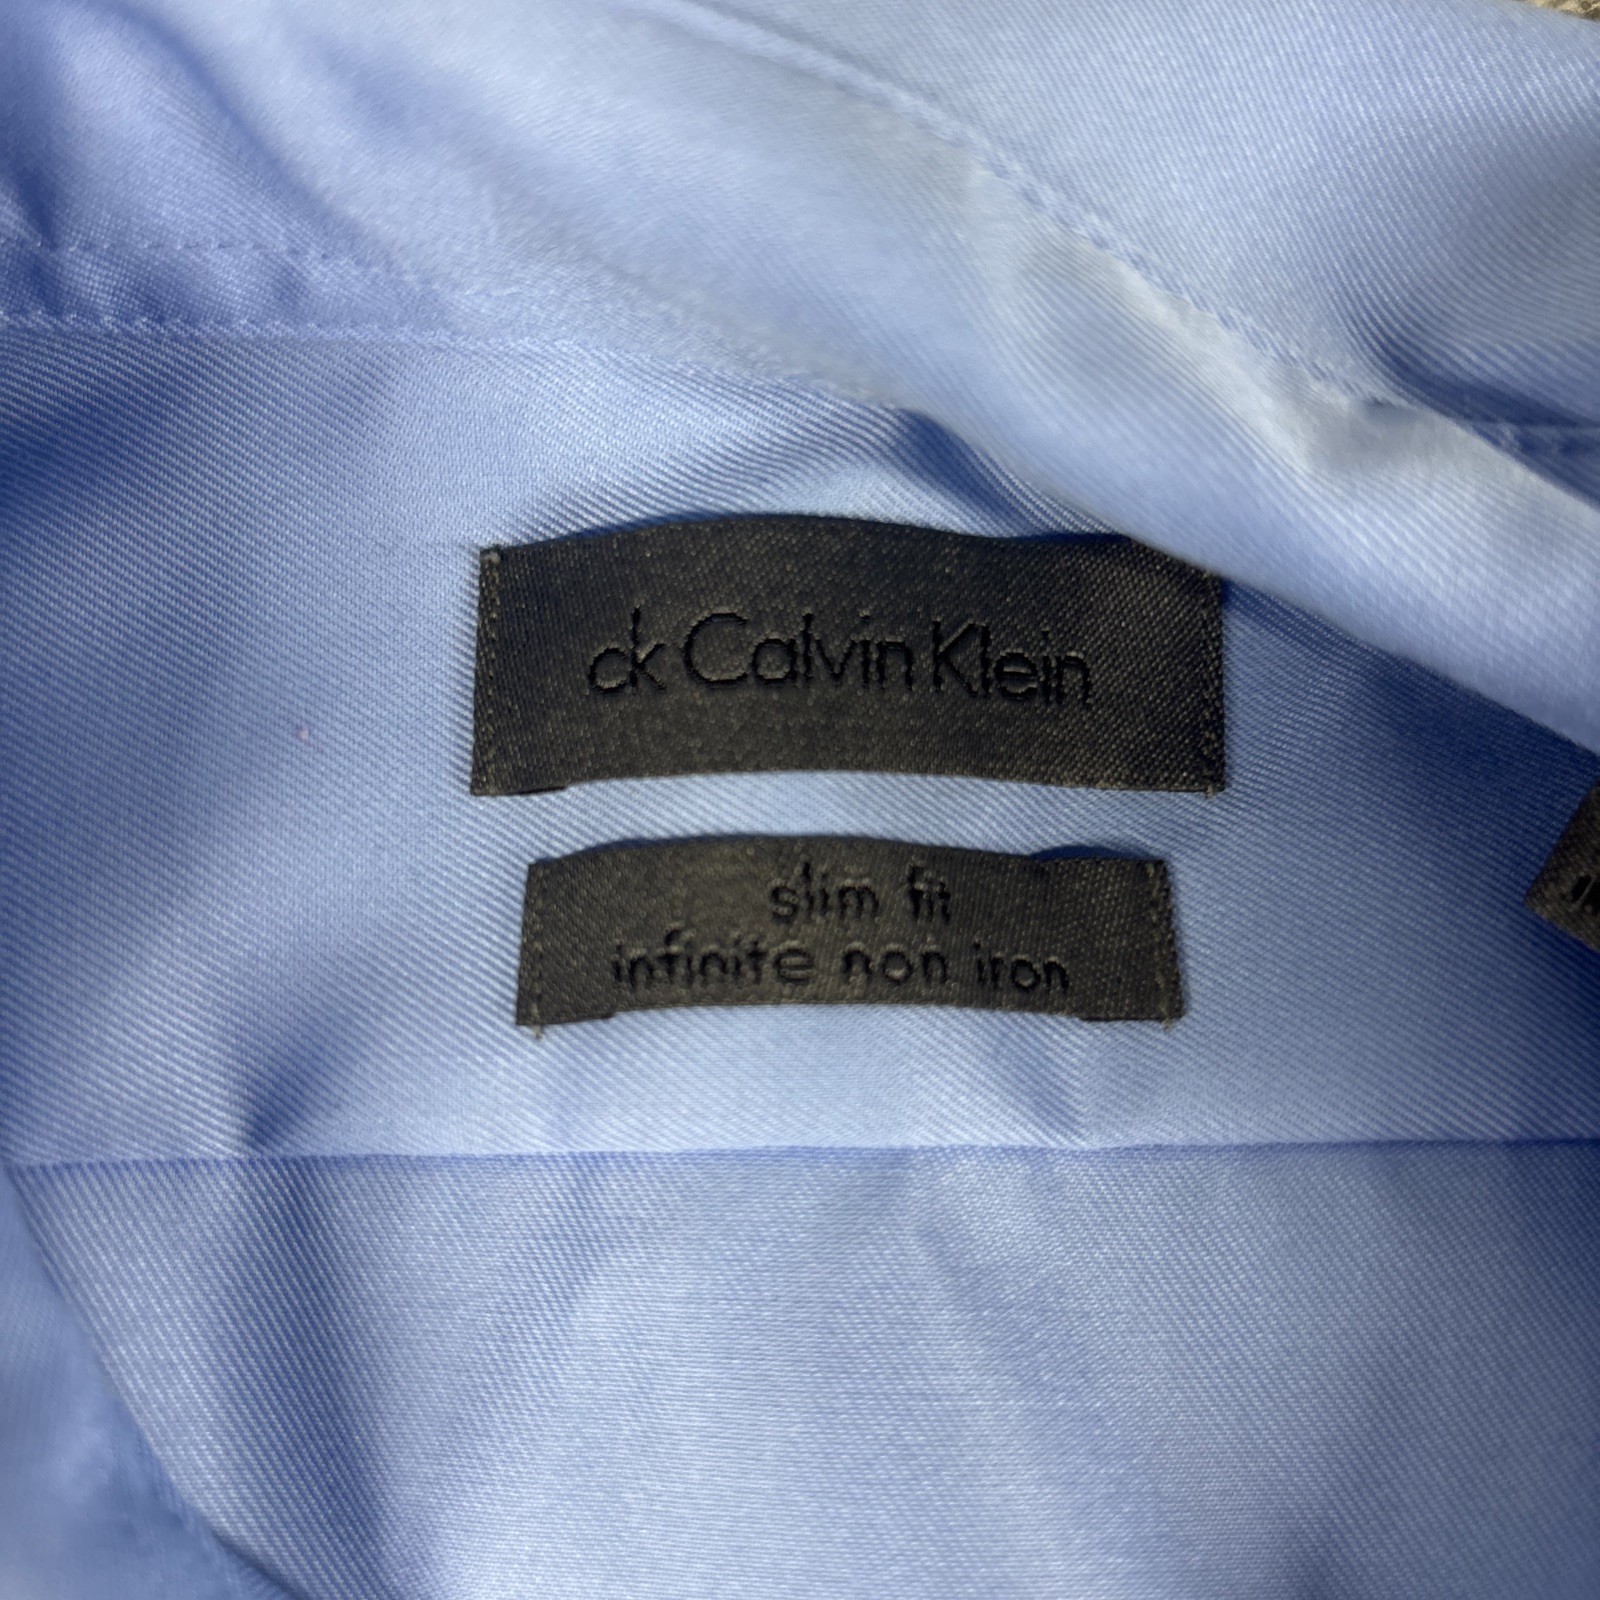 ck Calvin Klein
slim fit
infinite non iron